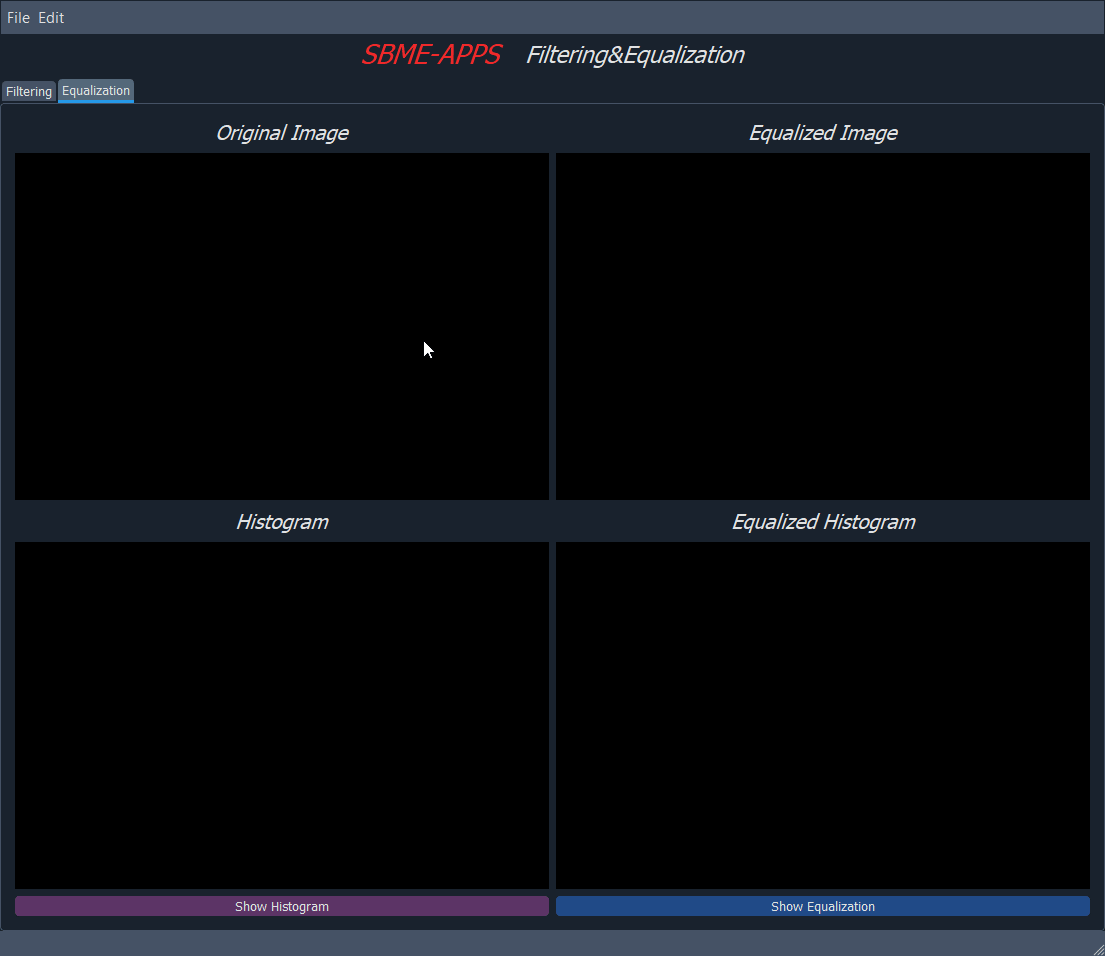 File Edit
SBME-APPS Filtering&Equalization
Filtering Equalization
Original Image Equalized Image
Histogram Equalized Histogram
Show Histogram Show Equalization